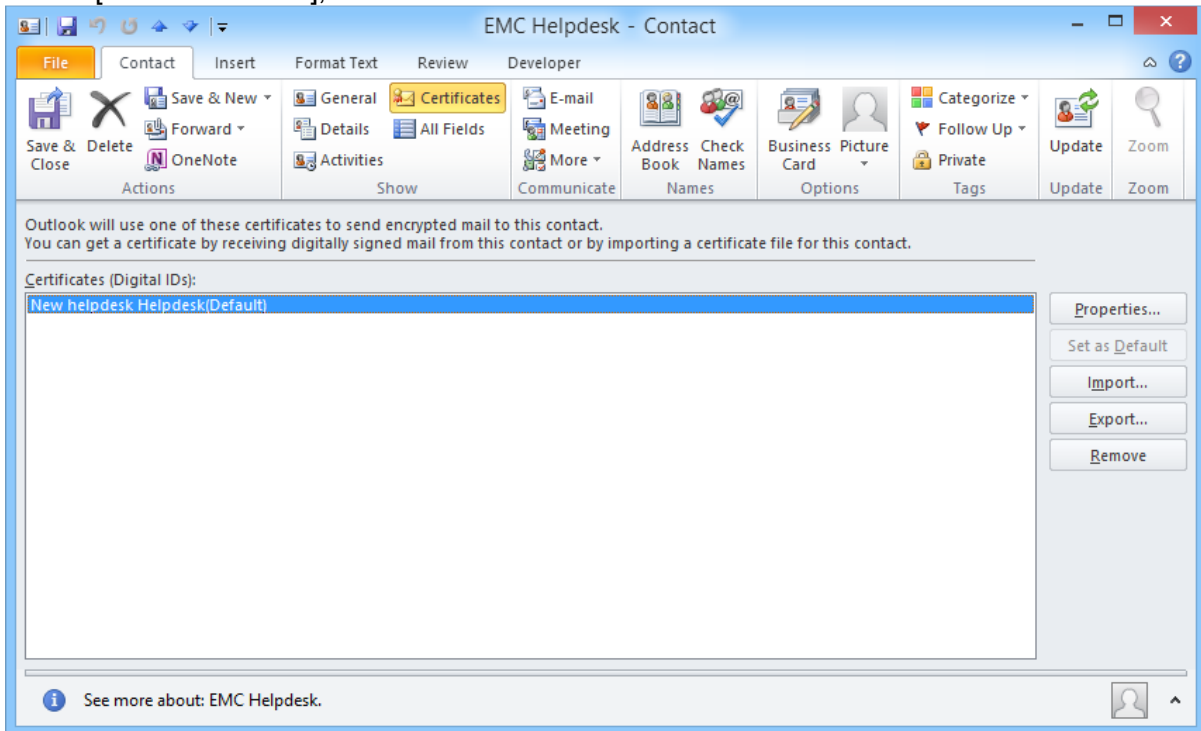 EMC Helpdesk - Contact
File Contact Insert Format Text Review Developer
Save & Close
Delete
Save & New
Forward
OneNote
Actions
General
Details
Activities
Certificates
All Fields
Show
E-mail
Meeting
More
Communicate
Address Book
Check Names
Names
Business Card
Picture
Options
Categorize
Follow Up
Private
Tags
Update
Update
Zoom
Zoom
Outlook will use one of these certificates to send encrypted mail to this contact.
You can get a certificate by receiving digitally signed mail from this contact or by importing a certificate file for this contact.
Certificates (Digital IDs):
New helpdesk Helpdesk(Default)
Properties...
Set as Default
Import...
Export...
Remove
See more about: EMC Helpdesk.